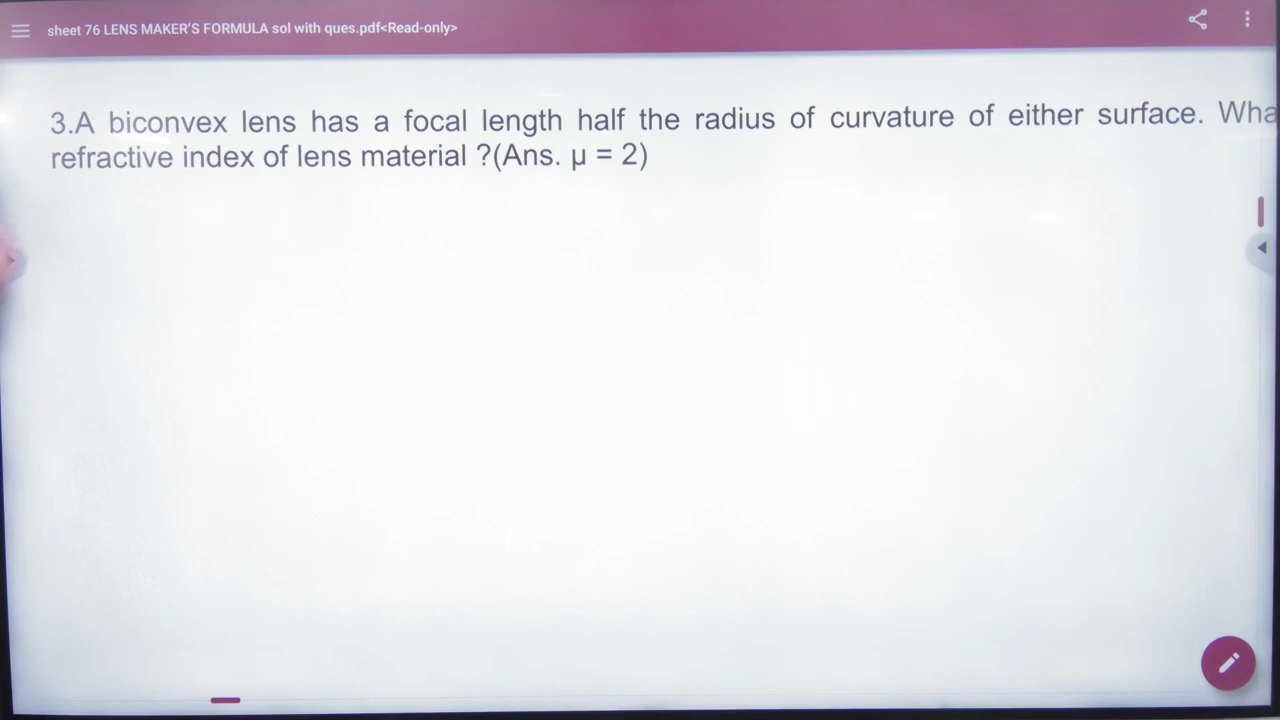 sheet 76 LENS MAKER'S FORMULA sol with ques.pdf<Read-only>
3.A biconvex lens has a focal length half the radius of curvature of either surface. Wha
refractive index of lens material ?(Ans. μ = 2)